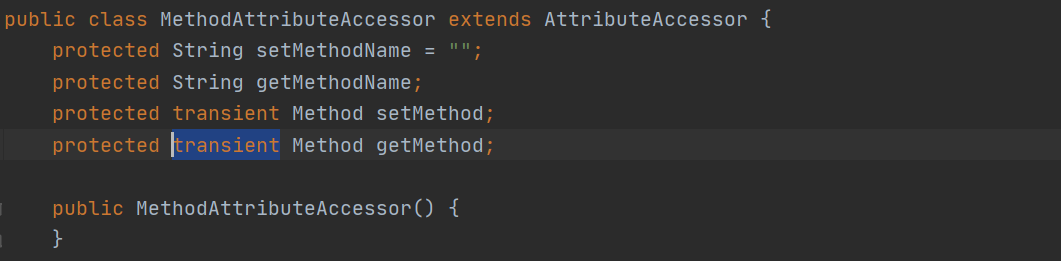 public class MethodAttributeAccessor extends AttributeAccessor {
    protected String setMethodName = "";
    protected String getMethodName;
    protected transient Method setMethod;
    protected transient Method getMethod;
    public MethodAttributeAccessor() {
    }